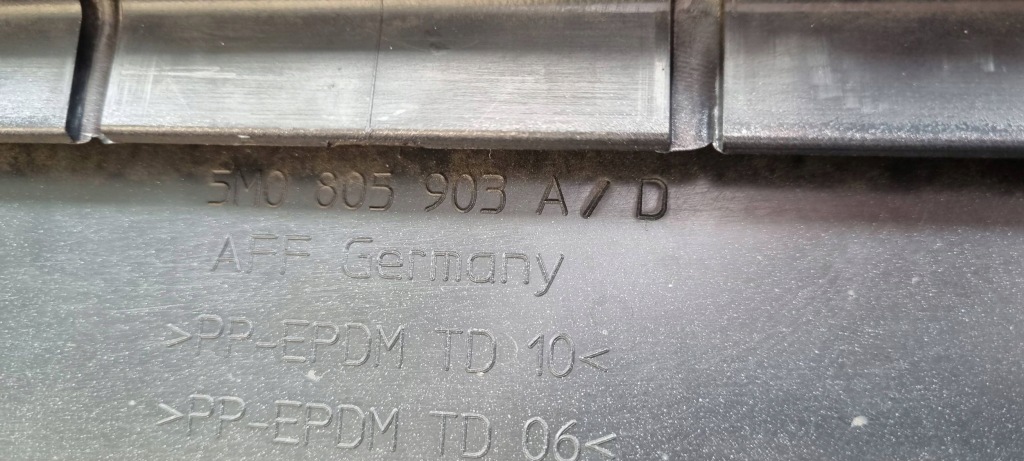 5M0 805 903 A/D
AFF Germany
>PP-EPDM TD 10<
>PP-EPDM TD 06<